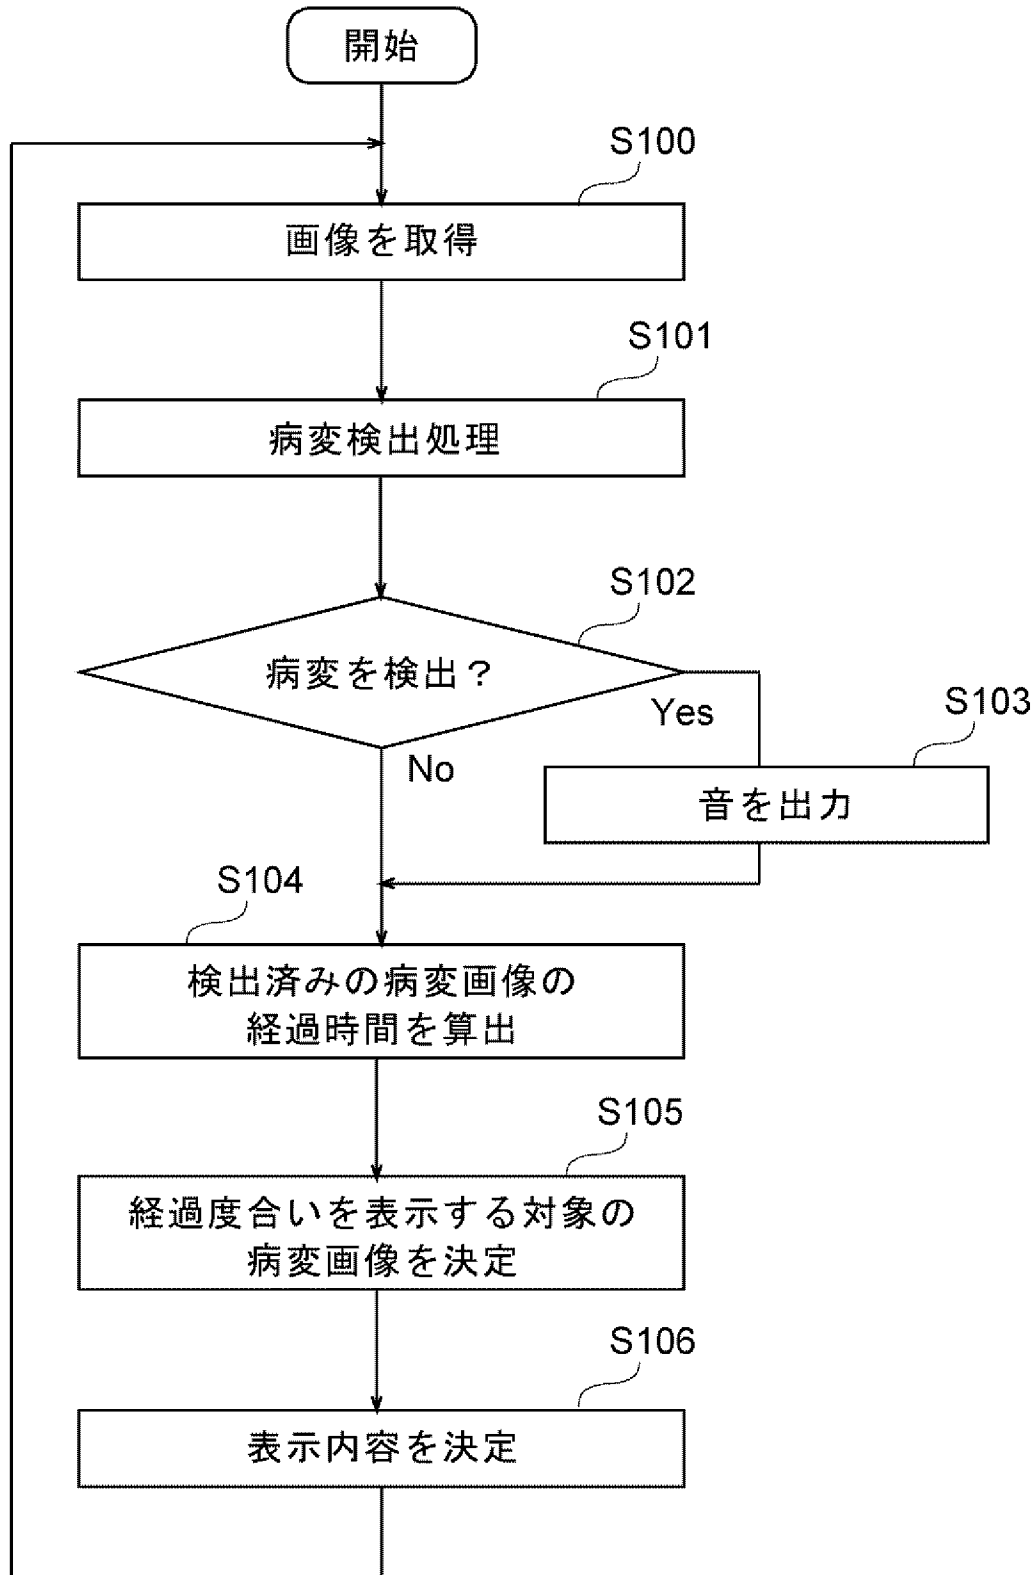 開始
S100
画像を取得
S101
病変検出処理
S102
病変を検出？
Yes
No
S103
音を出力
S104
検出済みの病変画像の
経過時間を算出
S105
経過度合いを表示する対象の
病変画像を決定
S106
表示内容を決定